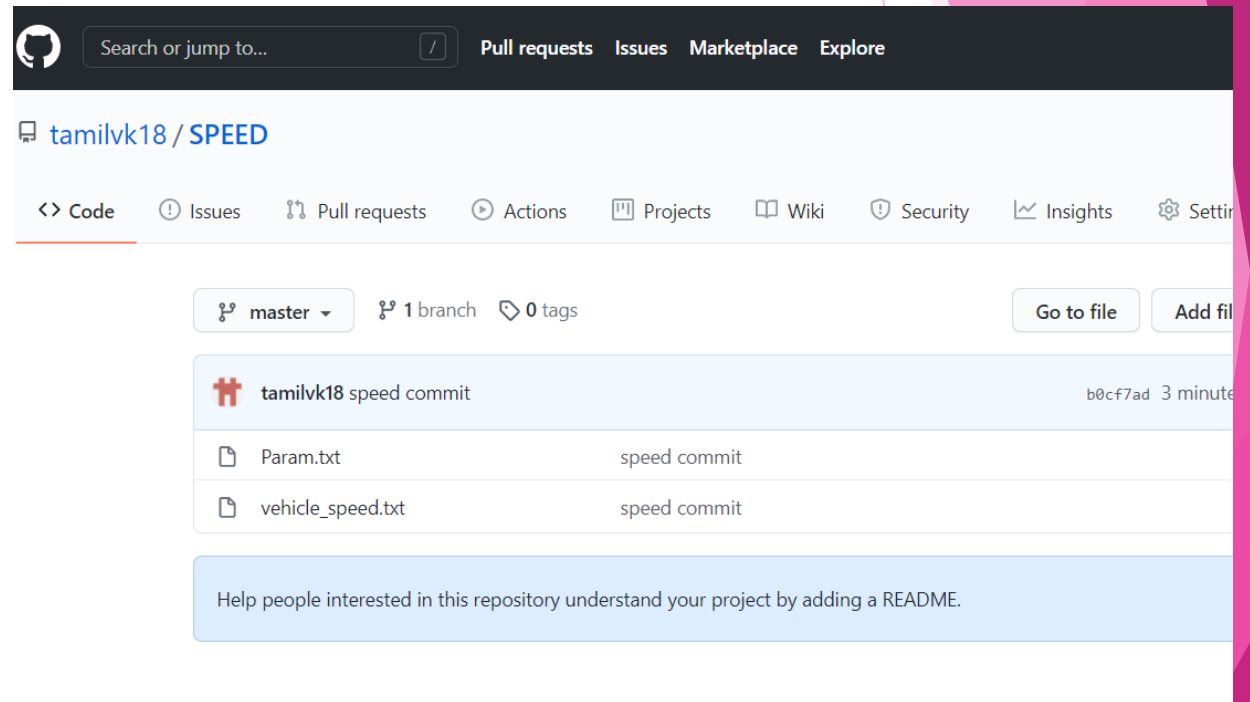 Search or jump to... / Pull requests Issues Marketplace Explore
tamilvk18 / SPEED
<> Code Issues Pull requests Actions Projects Wiki Security Insights
master 1 branch 0 tags Go to file Add
tamilvk18 speed commit b0cf7ad 3
Param.txt speed commit
vehicle_speed.txt speed commit
Help people interested in this repository understand your project by adding a README.